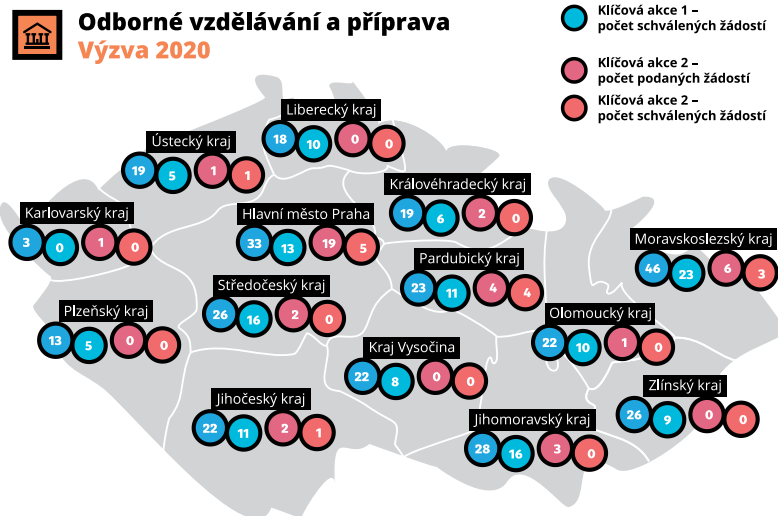 Odborné vzdělávání a příprava
Výzva 2020
Klíčová akce 1 –
počet schválených žádostí
Klíčová akce 2 –
počet podaných žádostí
Klíčová akce 2 –
počet schválených žádostí
Liberecký kraj
18 10 0 0
Ústecký kraj
19 5 1 1
Královéhradecký kraj
19 6 2 0
Karlovarský kraj
3 0 1 0
Hlavní město Praha
33 13 19 5
Moravskoslezský kraj
46 23 6 3
Pardubický kraj
23 11 4 4
Středočeský kraj
26 16 2 0
Plzeňský kraj
13 5 0 0
Olomoucký kraj
22 10 1 0
Kraj Vysočina
22 8 0 0
Zlínský kraj
26 9 0 0
Jihočeský kraj
22 11 2 1
Jihomoravský kraj
28 16 3 0